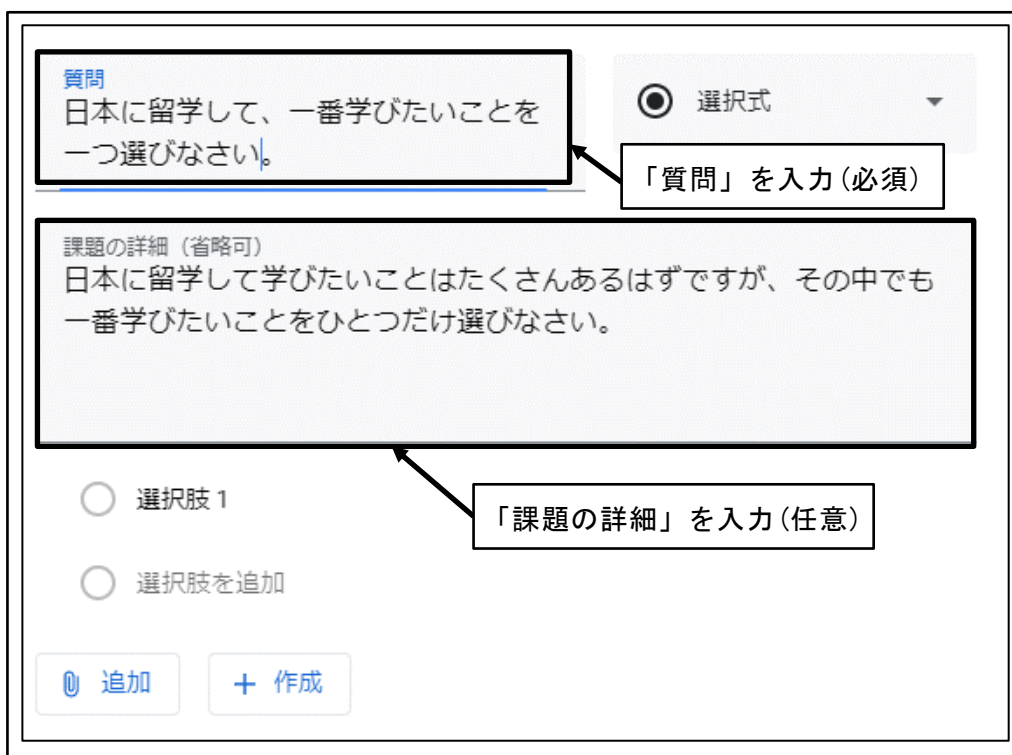 質問
日本に留学して、一番学びたいことを
一つ選びなさい。
選択式
「質問」を入力(必須)
課題の詳細（省略可）
日本に留学して学びたいことはたくさんあるはずですが、その中でも
一番学びたいことをひとつだけ選びなさい。
選択肢 1
「課題の詳細」を入力(任意)
選択肢を追加
追加
+ 作成